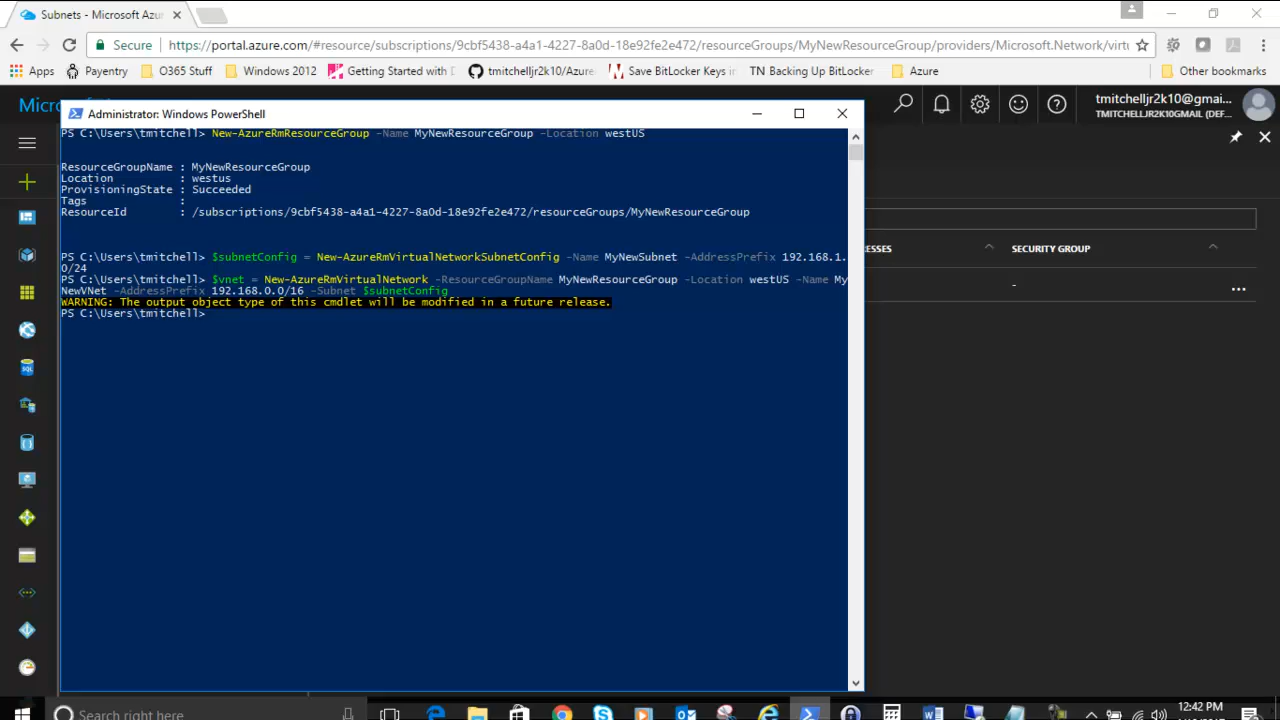 Subnets - Microsoft Azu
Secure
https://portal.azure.com/#resource/subscriptions/9cbf5438-a4a1-4227-8a0d-18e92fe2e472/resourceGroups/MyNewResourceGroup/providers/Microsoft.Network/virtu
Apps Payentry O365 Stuff Windows 2012 Getting Started with D save BitLocker Keys in TN Backing Up BitLocker Azure Other bookmarks
Micr
tmitchelljr2k10@gmai...
TMITCHELLJR2K10GMAIL (DEF...
Administrator: Windows PowerShell
PS C:\Users\tmitchell> New-AzureRmResourceGroup -Name MyNewResourceGroup -Location westUS
ResourceGroupName : MyNewResourceGroup
Location : westus
ProvisioningState : Succeeded
Tags :
ResourceId : /subscriptions/9cbf5438-a4a1-4227-8a0d-18e92fe2e472/resourceGroups/MyNewResourceGroup
PS C:\Users\tmitchell> $subnetConfig = New-AzureRmVirtualNetworkSubnetConfig -Name MyNewSubnet -AddressPrefix 192.168.1.
0/24
PS C:\Users\tmitchell> $vnet = New-AzureRmVirtualNetwork -ResourceGroupName MyNewResourceGroup -Location westUS -Name My
NewVNet -AddressPrefix 192.168.0.0/16 -Subnet $subnetConfig
WARNING: The output object type of this cmdlet will be modified in a future release.
PS C:\Users\tmitchell>
ESSES
SECURITY GROUP
-
SQL
Search right here
12:42 PM